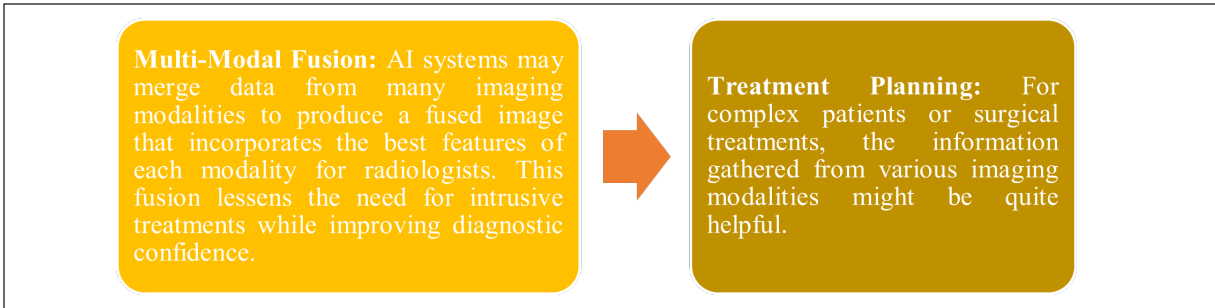 Multi-Modal Fusion: AI systems may
merge data from many imaging
modalities to produce a fused image
that incorporates the best features of
each modality for radiologists. This
fusion lessens the need for intrusive
treatments while improving diagnostic
confidence.
Treatment Planning: For
complex patients or surgical
treatments, the information
gathered from various imaging
modalities might be quite
helpful.